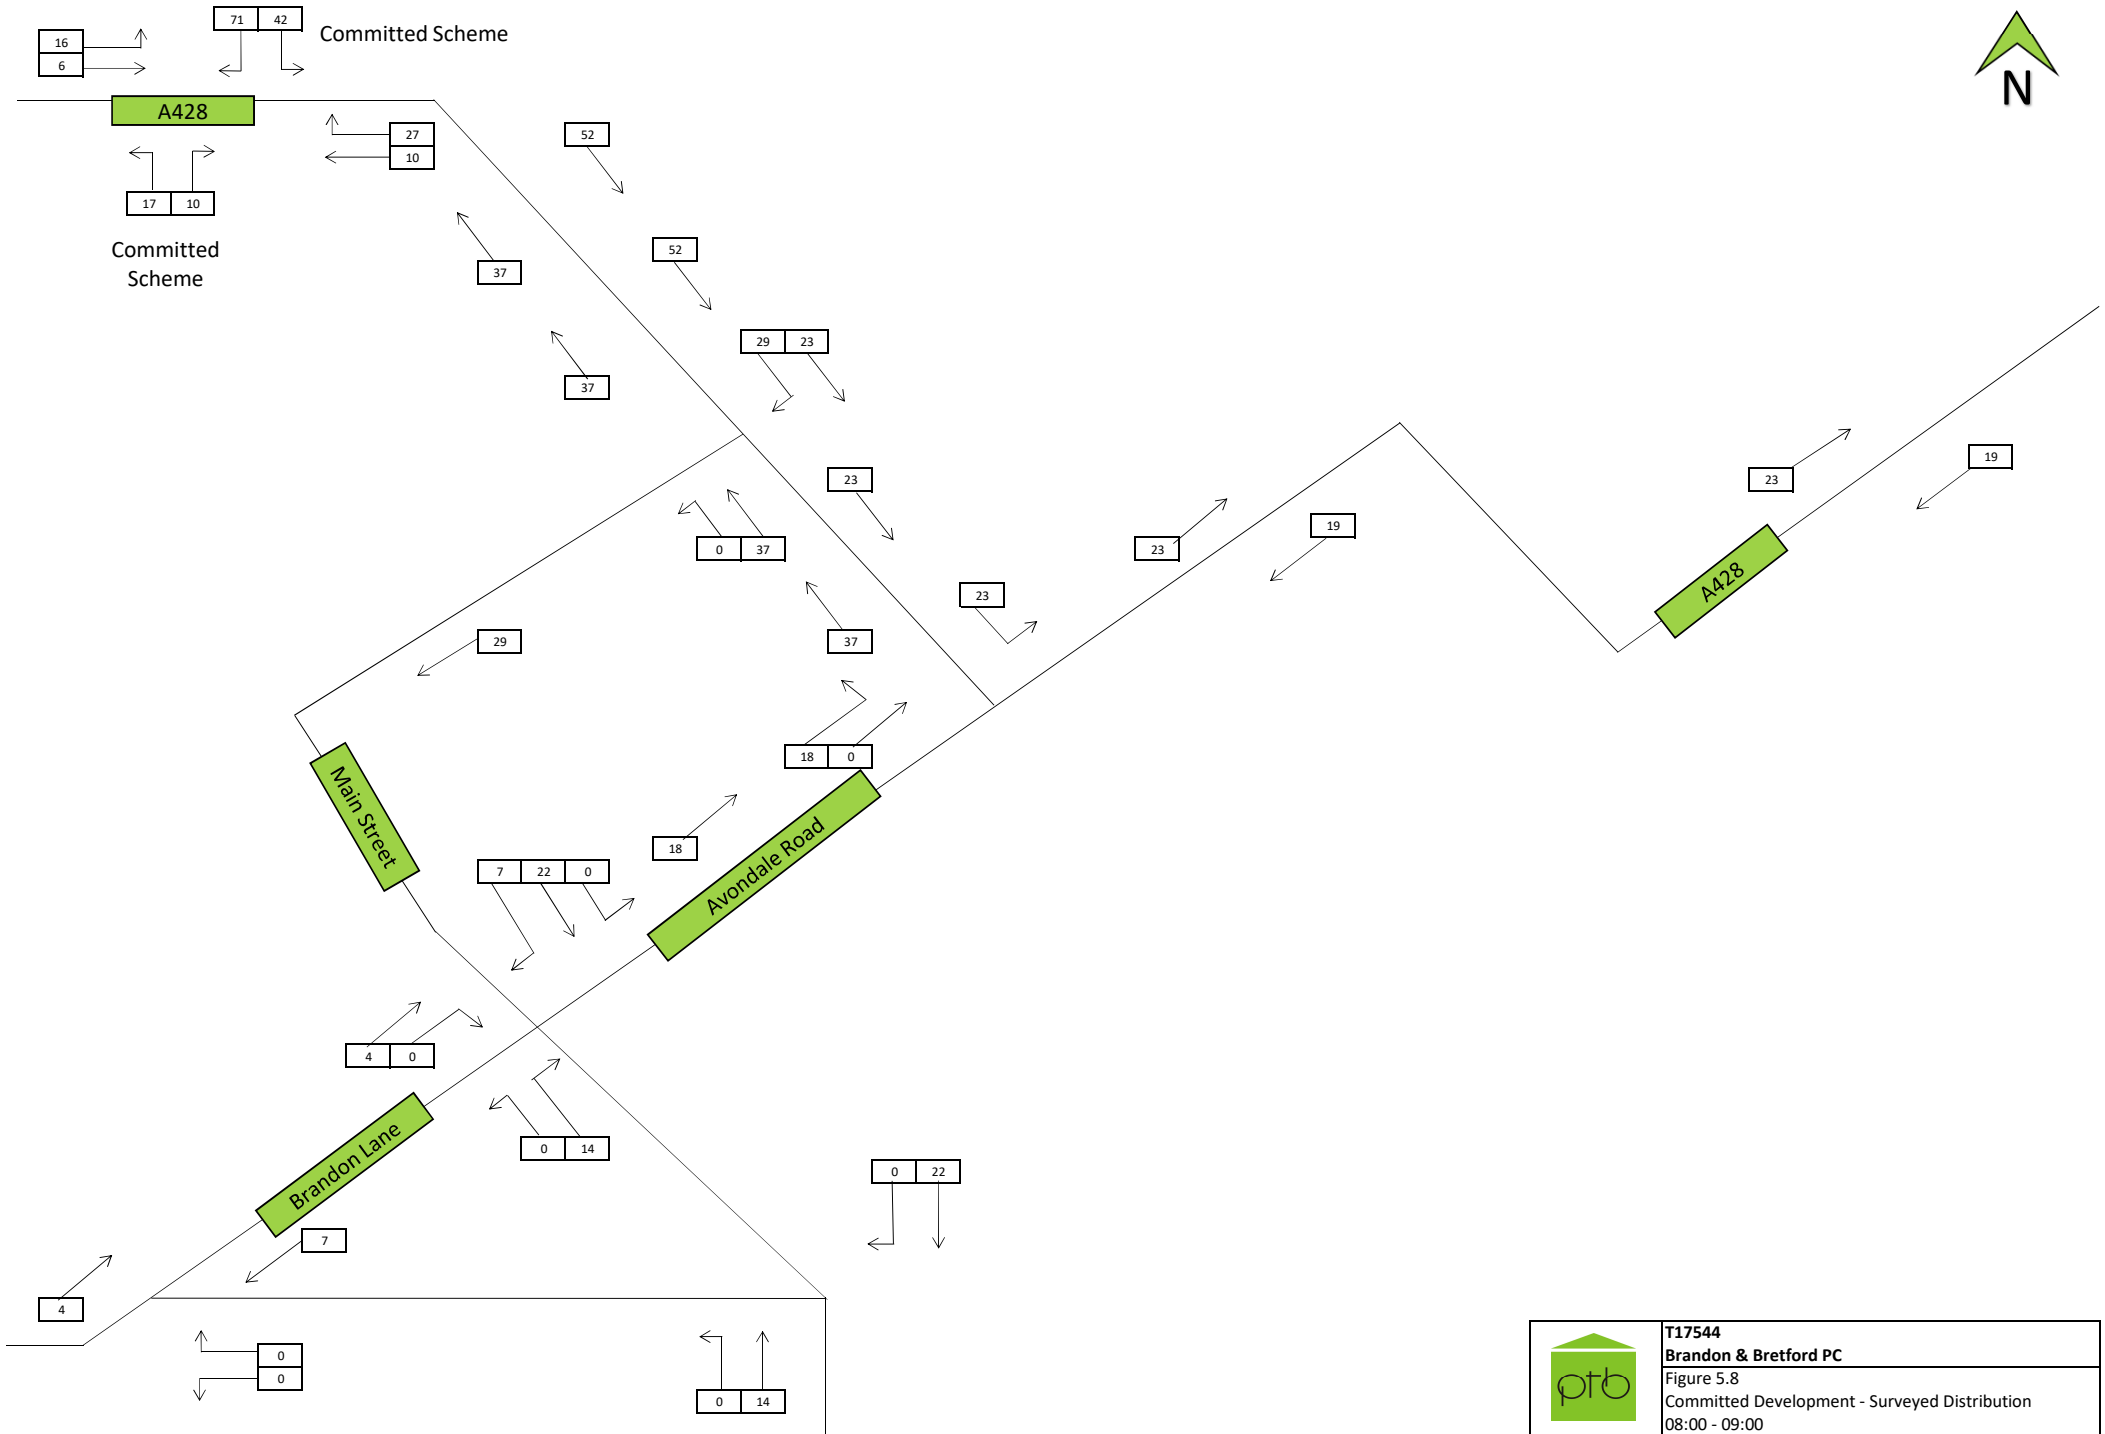 71 42
Committed Scheme
16
6
A428
27
10
52
17 10
Committed
Scheme
52
37
29 23
37
N
23
23
19
19
23
0 37
23
A428
29
37
18 0
Main Street
18
Avondale Road
7 22 0
4 0
0 14
Brandon Lane
0 22
7
4
0
0
0 14
ptb
T17544
Brandon & Bretford PC
Figure 5.8
Committed Development - Surveyed Distribution
08:00 - 09:00